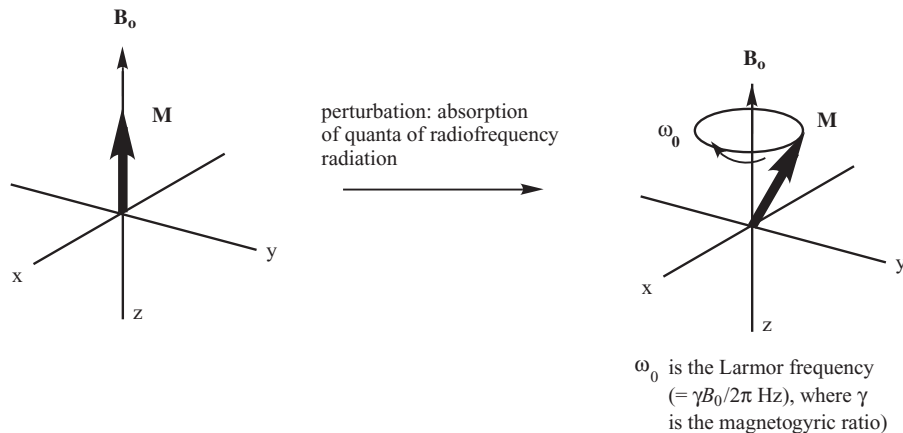 B₀
M
x
y
z
perturbation: absorption
of quanta of radiofrequency
radiation
B₀
ω₀
M
x
y
z
ω₀ is the Larmor frequency
(= γB₀/2π Hz), where γ
is the magnetogyric ratio)